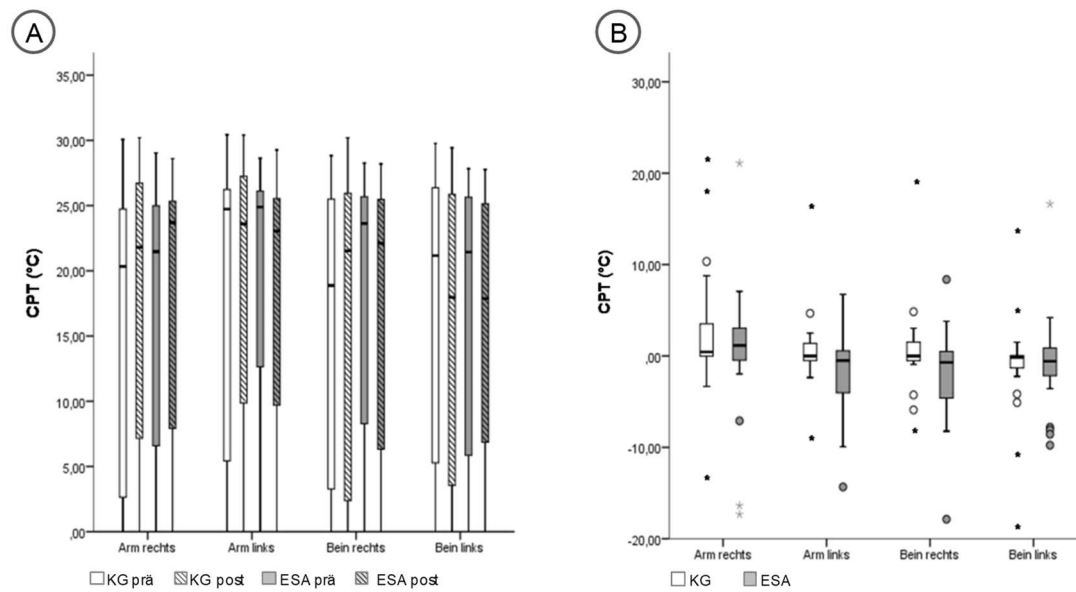 A
CPT (°C)
35,00
30,00
25,00
20,00
15,00
10,00
5,00
,00
Arm rechts Arm links Bein rechts Bein links
KG prä KG post ESA prä ESA post
B
CPT (°C)
30,00
20,00
10,00
,00
-10,00
-20,00
Arm rechts Arm links Bein rechts Bein links
KG ESA